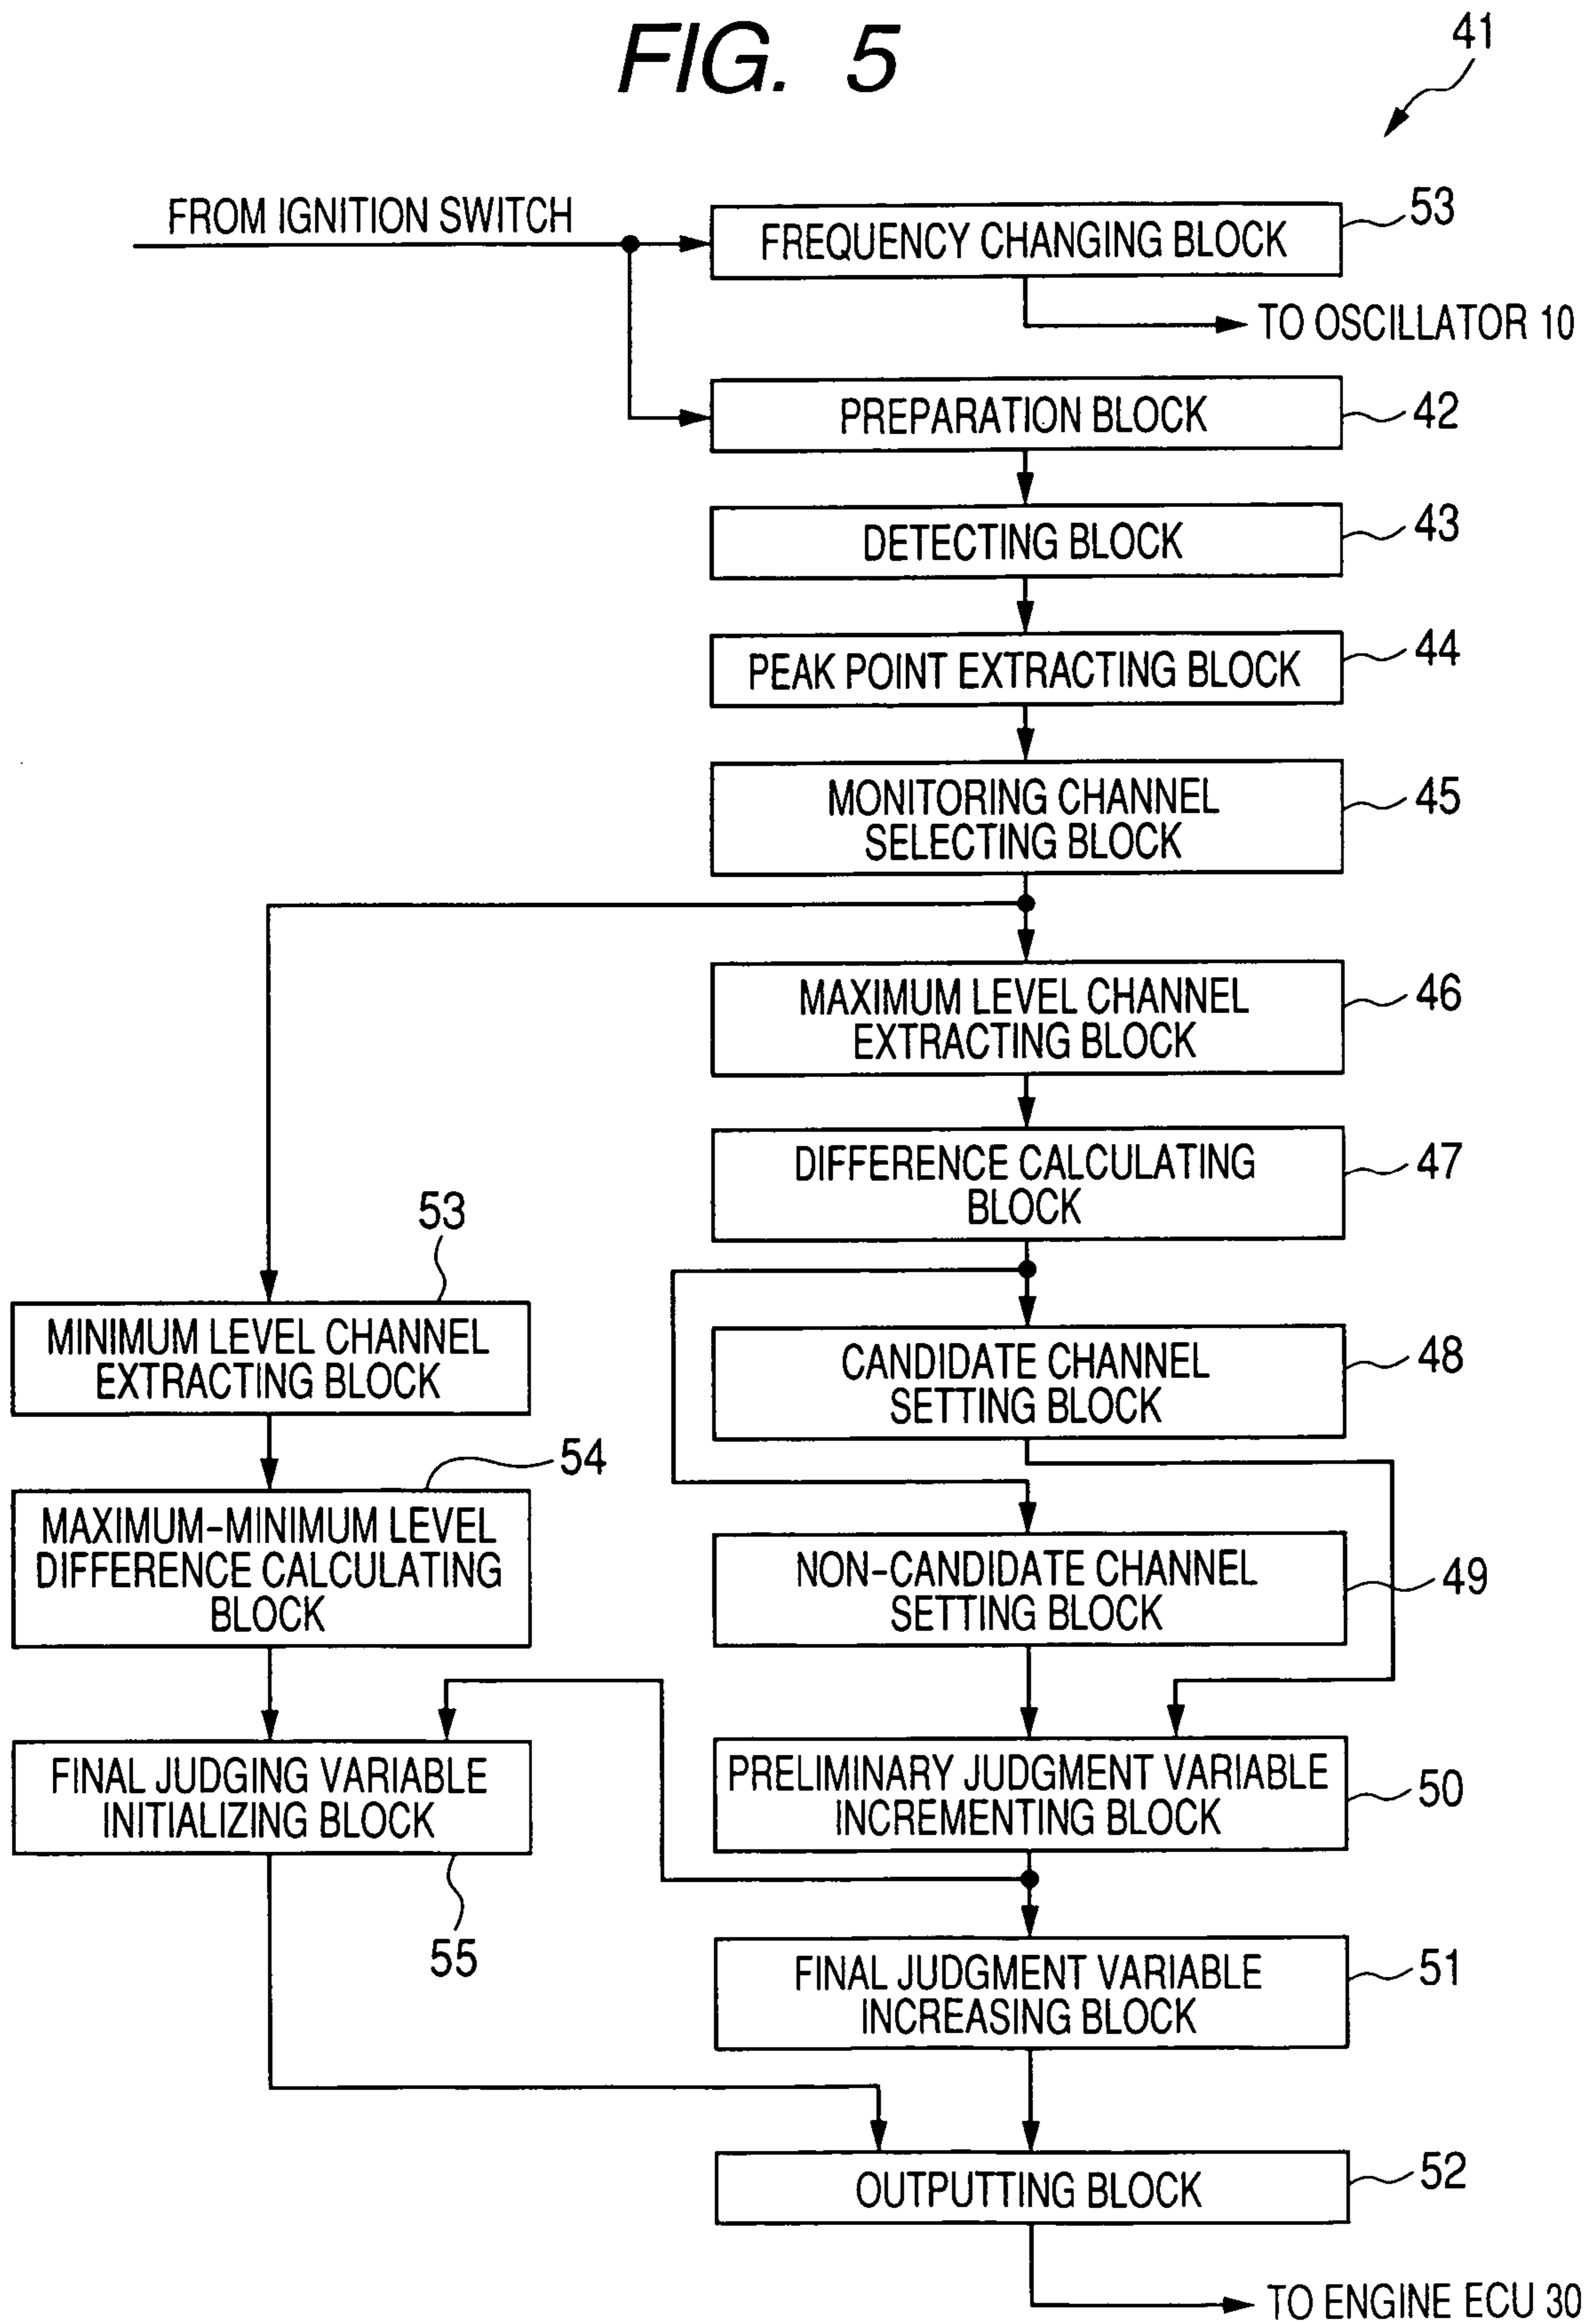 FIG. 5
41
FROM IGNITION SWITCH
FREQUENCY CHANGING BLOCK
53
TO OSCILLATOR 10
PREPARATION BLOCK
42
DETECTING BLOCK
43
PEAK POINT EXTRACTING BLOCK
44
MONITORING CHANNEL
SELECTING BLOCK
45
MAXIMUM LEVEL CHANNEL
EXTRACTING BLOCK
46
DIFFERENCE CALCULATING
BLOCK
47
53
MINIMUM LEVEL CHANNEL
EXTRACTING BLOCK
CANDIDATE CHANNEL
SETTING BLOCK
48
54
MAXIMUM-MINIMUM LEVEL
DIFFERENCE CALCULATING
BLOCK
NON-CANDIDATE CHANNEL
SETTING BLOCK
49
FINAL JUDGING VARIABLE
INITIALIZING BLOCK
55
PRELIMINARY JUDGMENT VARIABLE
INCREMENTING BLOCK
50
FINAL JUDGMENT VARIABLE
INCREASING BLOCK
51
OUTPUTTING BLOCK
52
TO ENGINE ECU 30